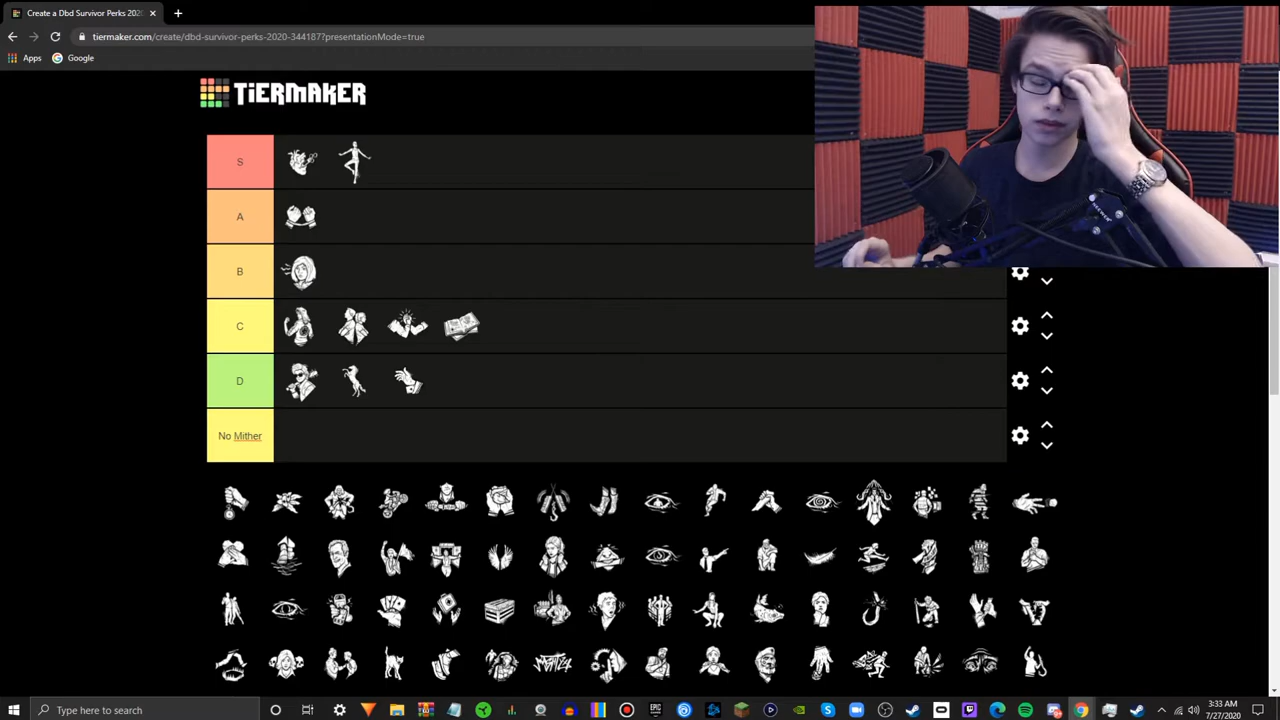 Create a Dbd Survivor Perks 2020
tiermaker.com/create/dbd-survivor-perks-2020-344187?presentationMode=true
Apps
Google
TiERMAKER
S
A
B
C
D
No Mither
Type here to search
3:33 AM
7/27/2020